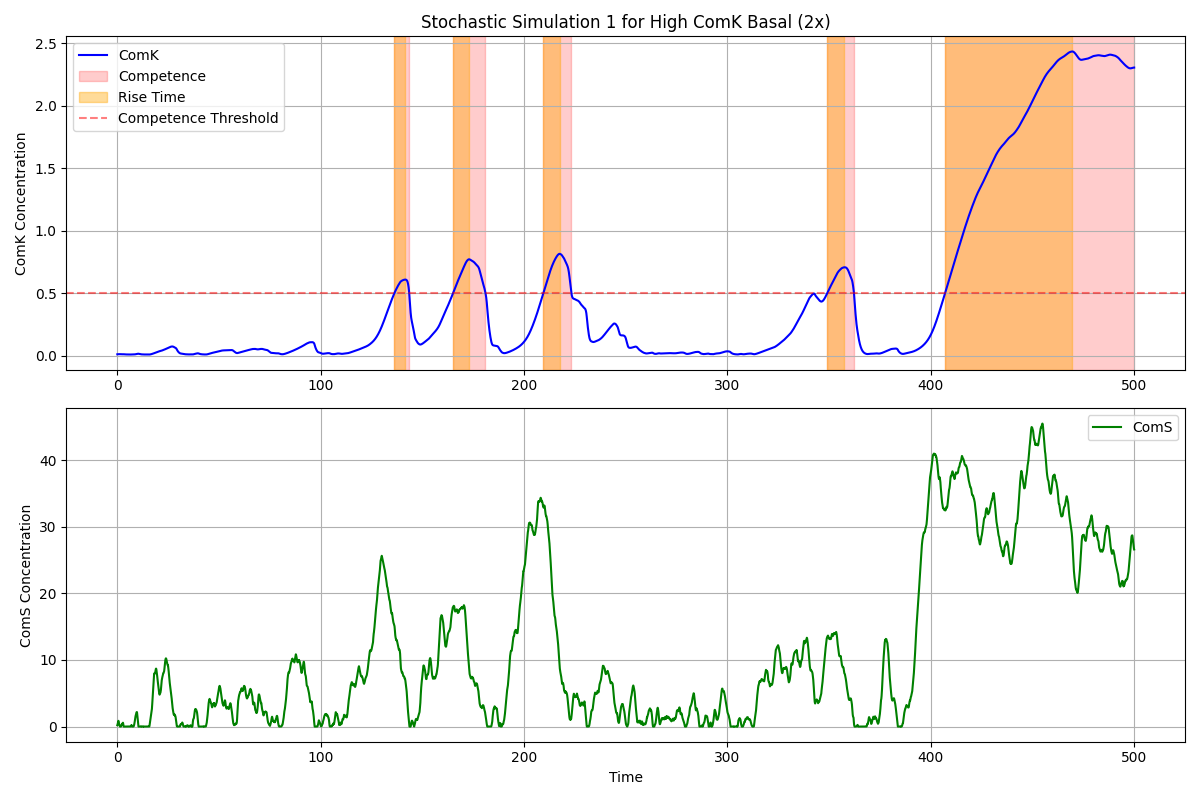 Stochastic Simulation 1 for High ComK Basal (2x)
ComK Concentration
2.5
2.0
1.5
1.0
0.5
0.0
ComK
Competence
Rise Time
Competence Threshold
0 100 200 300 400 500
ComS Concentration
40
30
20
10
0
ComS
0 100 200 300 400 500
Time